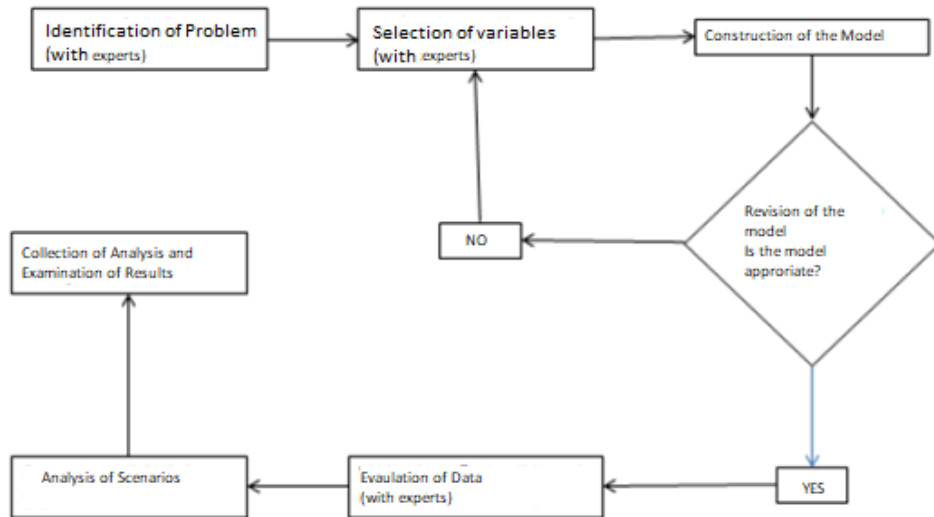 Identification of Problem
(with experts)
Selection of variables
(with experts)
Construction of the Model
Revision of the
model
Is the model
approriate?
NO
YES
Evaulation of Data
(with experts)
Analysis of Scenarios
Collection of Analysis and
Examination of Results